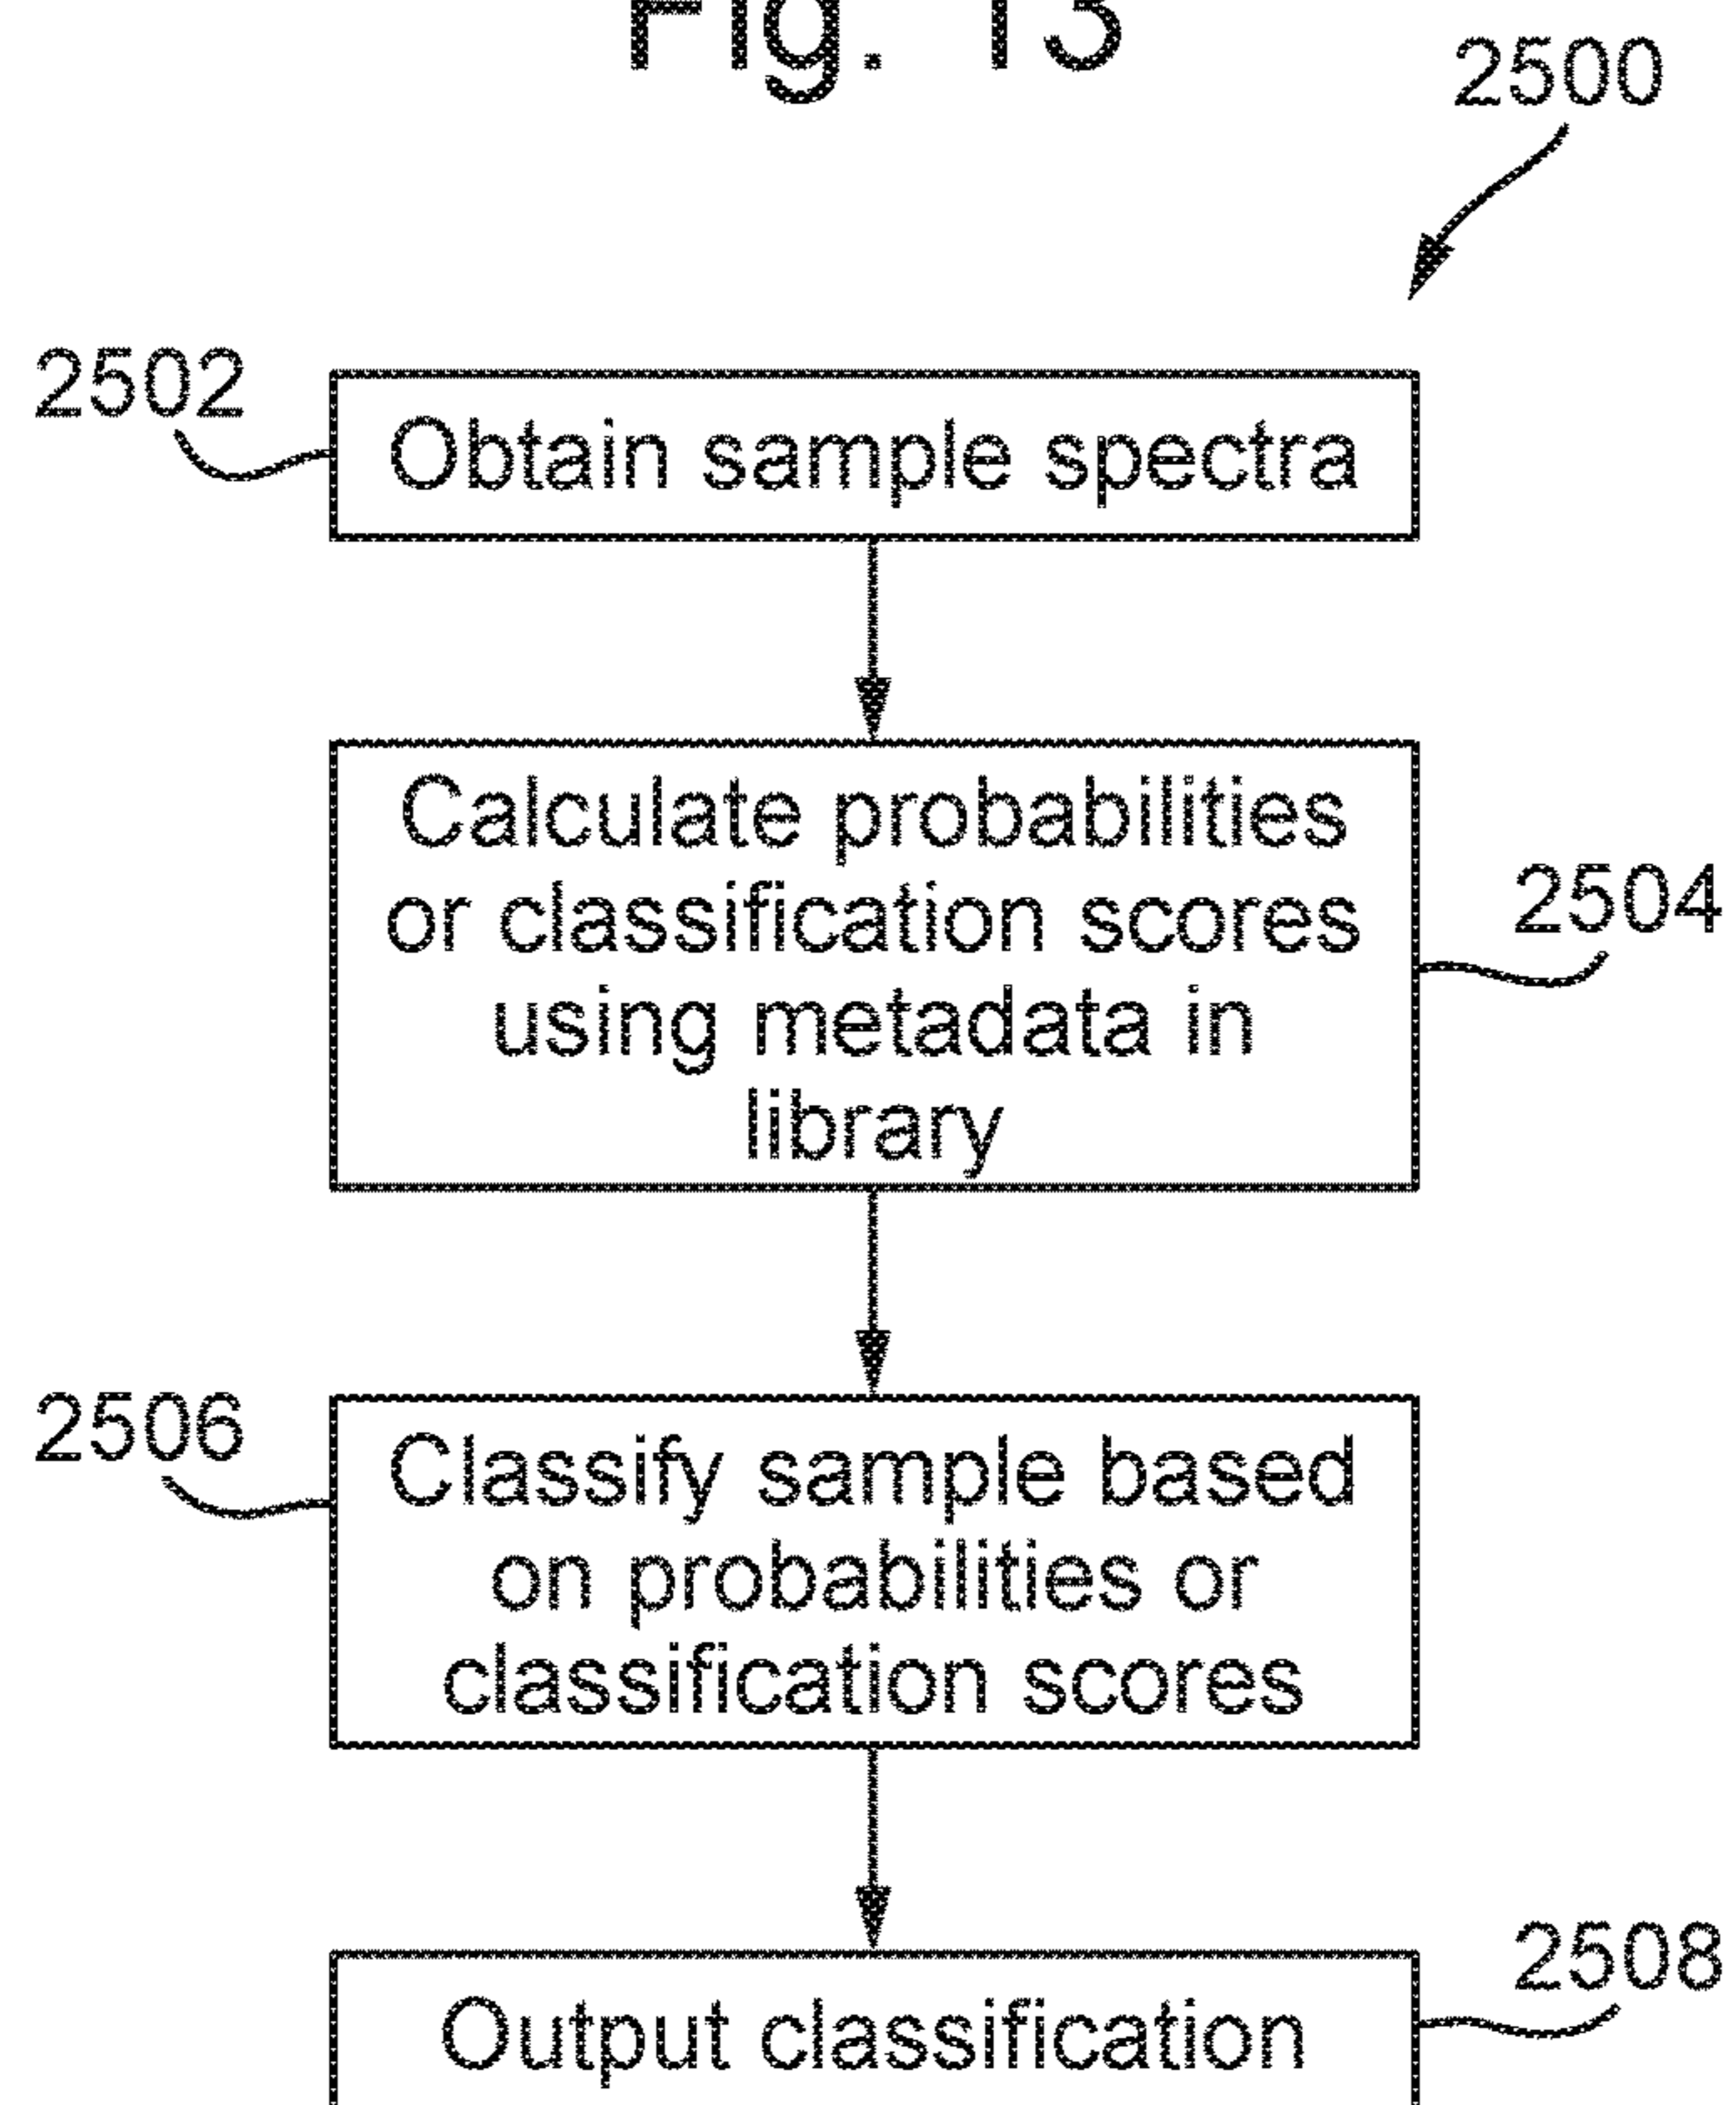 Fig. 13
2500
2502
Obtain sample spectra
Calculate probabilities
or classification scores
using metadata in
library
2504
2506
Classify sample based
on probabilities or
classification scores
2508
Output classification